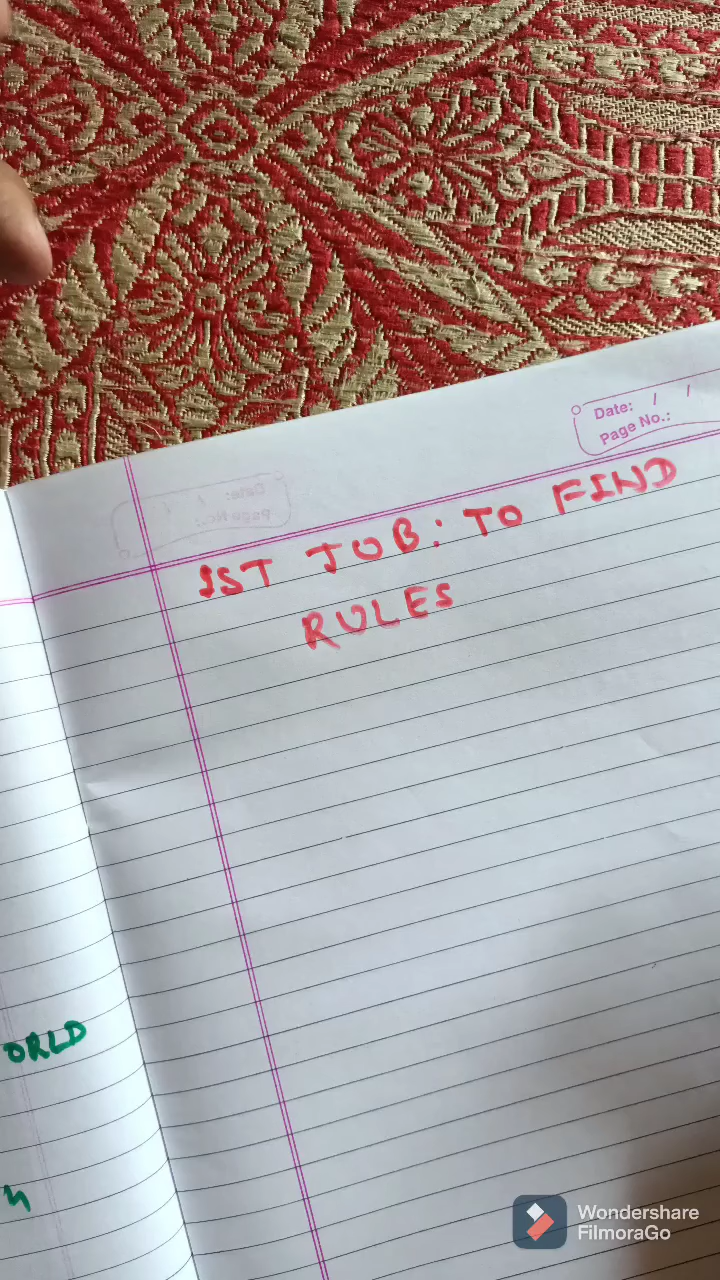 Date: / /
Page No.:
1ST JOB: TO FIND
RULES
ORLD
Wondershare
FilmoraGo